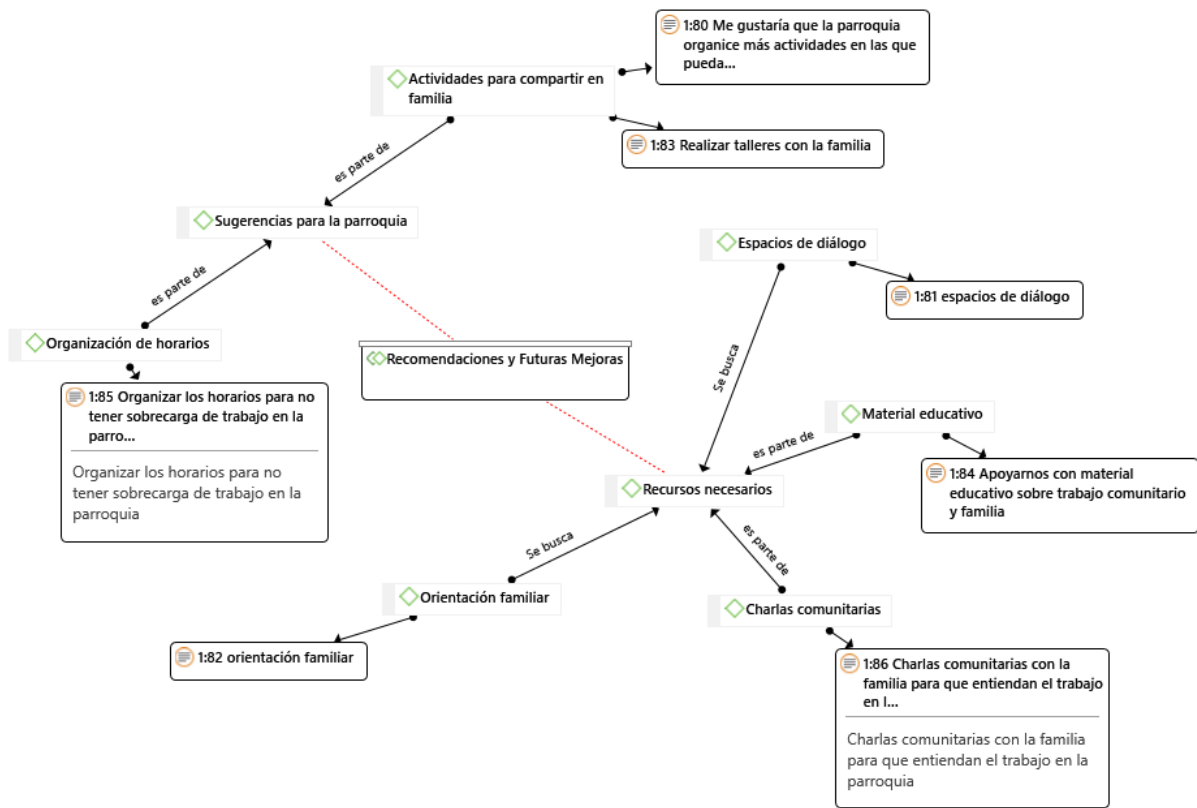 1:80 Me gustaría que la parroquia
organice más actividades en las que
pueda...
Actividades para compartir en
familia
1:83 Realizar talleres con la familia
es parte de
Sugerencias para la parroquia
Espacios de diálogo
es parte de
1:81 espacios de diálogo
Organización de horarios
Recomendaciones y Futuras Mejoras
Se busca
1:85 Organizar los horarios para no
tener sobrecarga de trabajo en la
parro...
Organizar los horarios para no
tener sobrecarga de trabajo en la
parroquia
Material educativo
es parte de
1:84 Apoyarnos con material
educativo sobre trabajo comunitario
y familia
Recursos necesarios
Se busca
es parte de
Orientación familiar
Charlas comunitarias
1:82 orientación familiar
1:86 Charlas comunitarias con la
familia para que entiendan el trabajo
en l...
Charlas comunitarias con la familia
para que entiendan el trabajo en la
parroquia